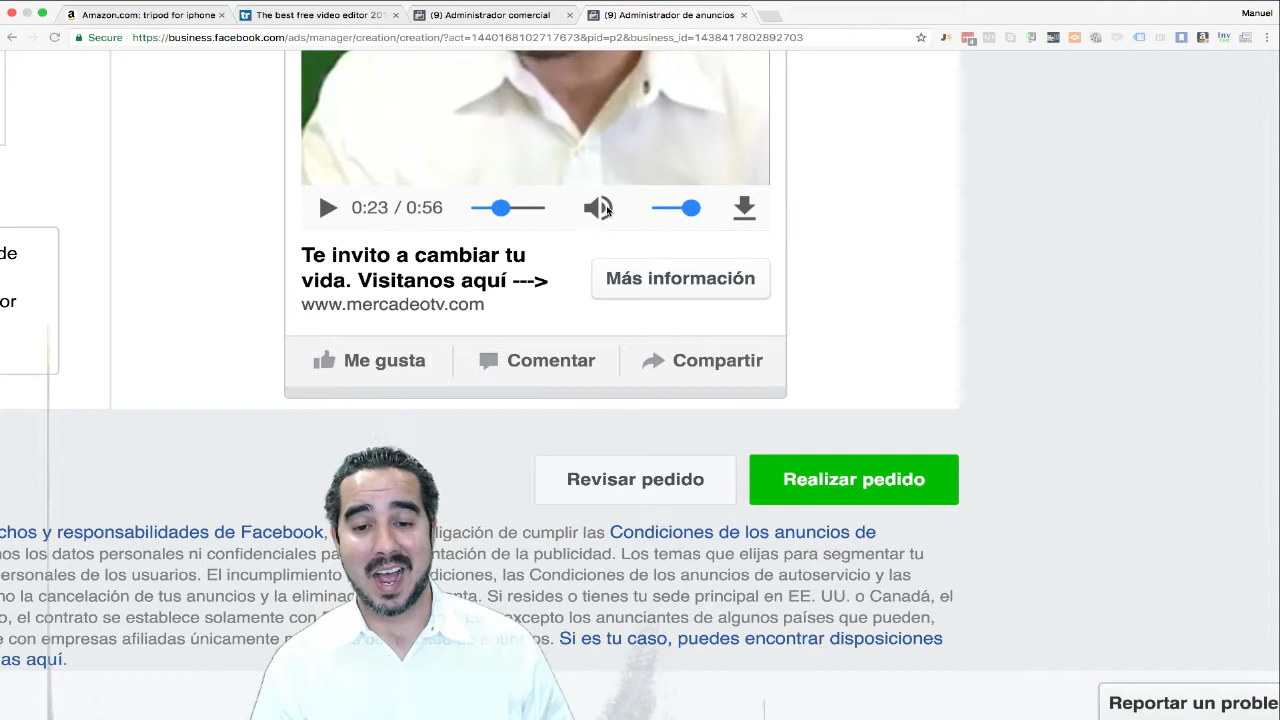 Amazon.com: tripod for iphone
The best free video editor 201
(9) Administrador comercial
(9) Administrador de anuncios
Manuel
Secure
https://business.facebook.com/ads/manager/creation/creation/?act=1440168102717673&pid=p2&business_id=1438417802892703
0:23 / 0:56
de
Te invito a cambiar tu
vida. Visitanos aquí --->
Más información
or
www.mercadeotv.com
Me gusta
Comentar
Compartir
Revisar pedido
Realizar pedido
chos y responsabilidades de Facebook, ligación de cumplir las Condiciones de los anuncios de
nos los datos personales ni confidenciales pa ntación de la publicidad. Los temas que elijas para segmentar tu
ersonales de los usuarios. El incumplimiento diciones, las Condiciones de los anuncios de autoservicio y las
no la cancelación de tus anuncios y la elimina nta. Si resides o tienes tu sede principal en EE. UU. o Canadá, el
o, el contrato se establece solamente con excepto los anunciantes de algunos países que pueden,
con empresas afiliadas únicamente anuncios. Si es tu caso, puedes encontrar disposiciones
as aquí.
Reportar un proble